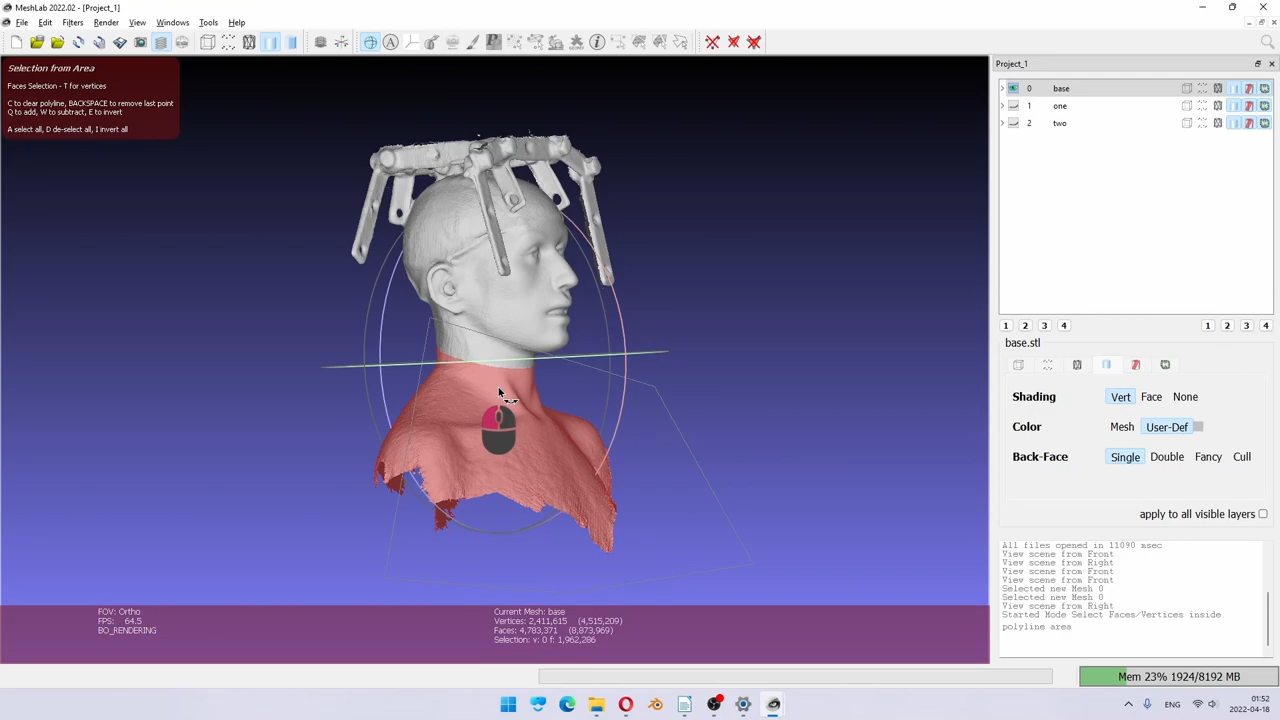 MeshLab 2022.02 - [Project_1]
File Edit Filters Render View Windows Tools Help
Selection from Area
Faces Selection - T for vertices
C to clear polyline, BACKSPACE to remove last point
Q to add, W to subtract, E to invert
A select all, D de-select all, I invert all
Project_1
0 base
1 one
2 two
1 2 3 4 1 2 3 4
base.stl
Shading Vert Face None
Color Mesh User-Def
Back-Face Single Double Fancy Cull
apply to all visible layers
All files opened in 11090 msec
View scene from Front
View scene from Right
View scene from Front
View scene from Front
Selected new Mesh 0
Selected new Mesh 0
View scene from Right
Started Mode Select Faces/Vertices inside
polyline area
FOV: Ortho
FPS: 64.5
BO_RENDERING
Current Mesh: base
Vertices: 2,411,615 (4,515,209)
Faces: 4,783,371 (8,873,969)
Selection: v: 0 f: 1,962,286
Mem 23% 1924/8192 MB
ENG
01:52
2022-04-18